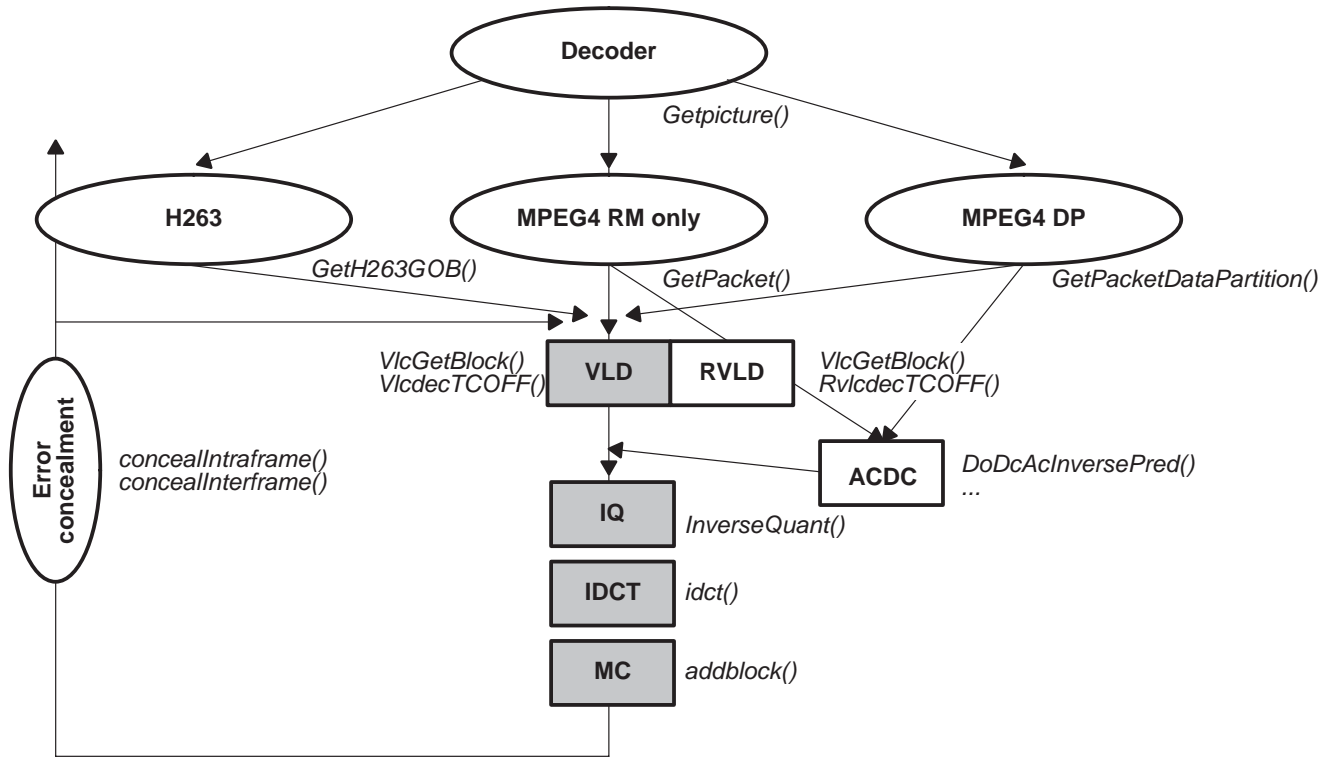 Decoder
Getpicture()
H263
MPEG4 RM only
MPEG4 DP
GetH263GOB()
GetPacket()
GetPacketDataPartition()
VlcGetBlock()
VlcdecTCOFF()
VLD
RVLD
VlcGetBlock()
RvlcdecTCOFF()
Error
concealment
concealIntraframe()
concealInterframe()
ACDC
DoDcAcInversePred()
...
IQ
InverseQuant()
IDCT
idct()
MC
addblock()